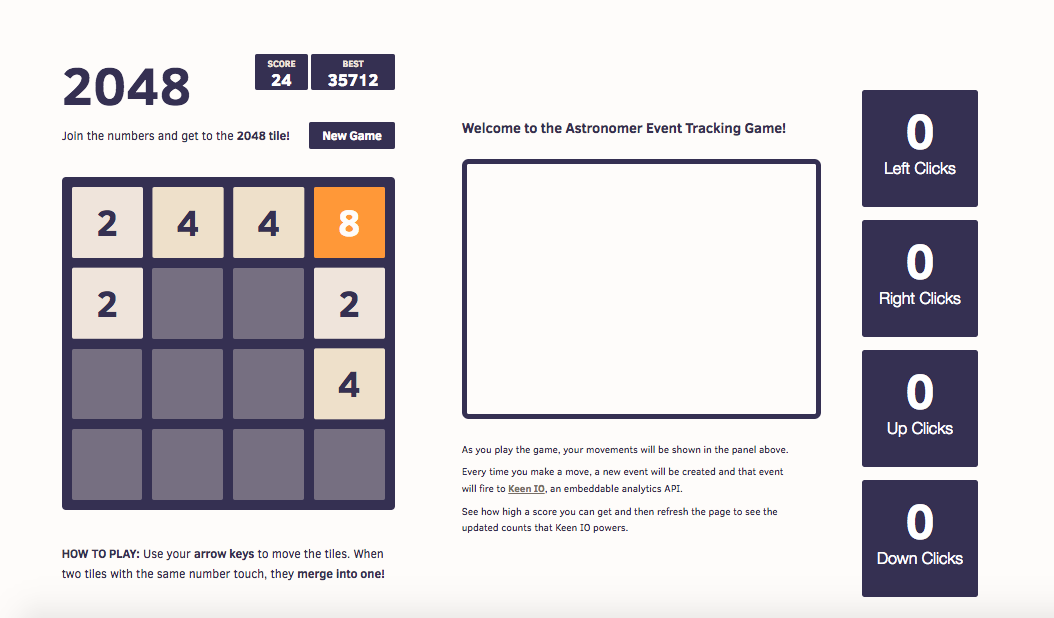 2048
SCORE
24
BEST
35712
Join the numbers and get to the 2048 tile!
New Game
2 4 4 8
2 2
4
HOW TO PLAY: Use your arrow keys to move the tiles. When
two tiles with the same number touch, they merge into one!
Welcome to the Astronomer Event Tracking Game!
As you play the game, your movements will be shown in the panel above.
Every time you make a move, a new event will be created and that event
will fire to Keen IO, an embeddable analytics API.
See how high a score you can get and then refresh the page to see the
updated counts that Keen IO powers.
0
Left Clicks
0
Right Clicks
0
Up Clicks
0
Down Clicks